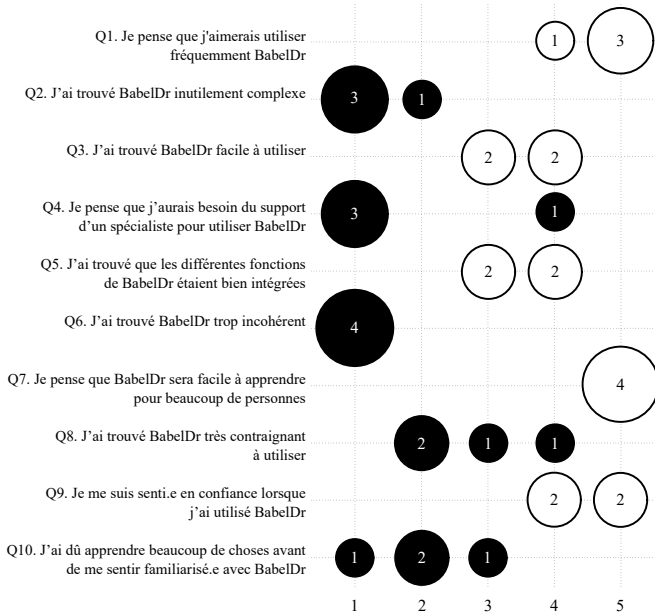 Q1. Je pense que j'aimerais utiliser
fréquemment BabelDr
1 3
Q2. J’ai trouvé BabelDr inutilement complexe
3 1
Q3. J’ai trouvé BabelDr facile à utiliser
2 2
Q4. Je pense que j’aurais besoin du support
d’un spécialiste pour utiliser BabelDr
3 1
Q5. J’ai trouvé que les différentes fonctions
de BabelDr étaient bien intégrées
2 2
Q6. J’ai trouvé BabelDr trop incohérent
4
Q7. Je pense que BabelDr sera facile à apprendre
pour beaucoup de personnes
4
Q8. J’ai trouvé BabelDr très contraignant
à utiliser
2 1 1
Q9. Je me suis senti.e en confiance lorsque
j’ai utilisé BabelDr
2 2
Q10. J’ai dû apprendre beaucoup de choses avant
de me sentir familiarisé.e avec BabelDr
1 2 1
1 2 3 4 5